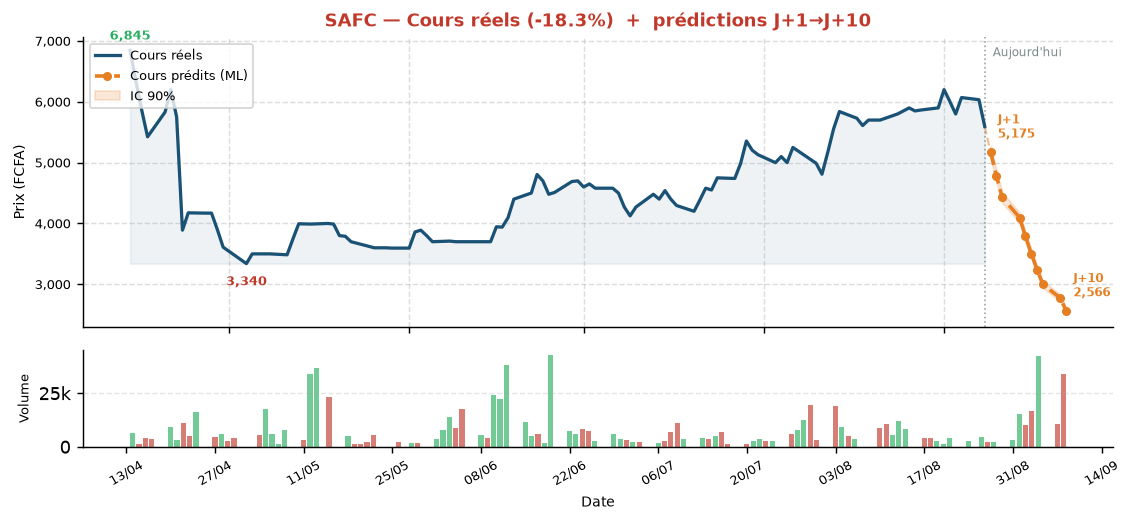 SAFC — Cours réels (-18.3%)  +  prédictions J+1→J+10
6,845
Cours réels
Cours prédits (ML)
IC 90%
Aujourd'hui
J+1
5,175
J+10
2,566
3,340
Prix (FCFA)
7,000
6,000
5,000
4,000
3,000
Volume
25k
0
13/04
27/04
11/05
25/05
08/06
22/06
06/07
20/07
03/08
17/08
31/08
14/09
Date